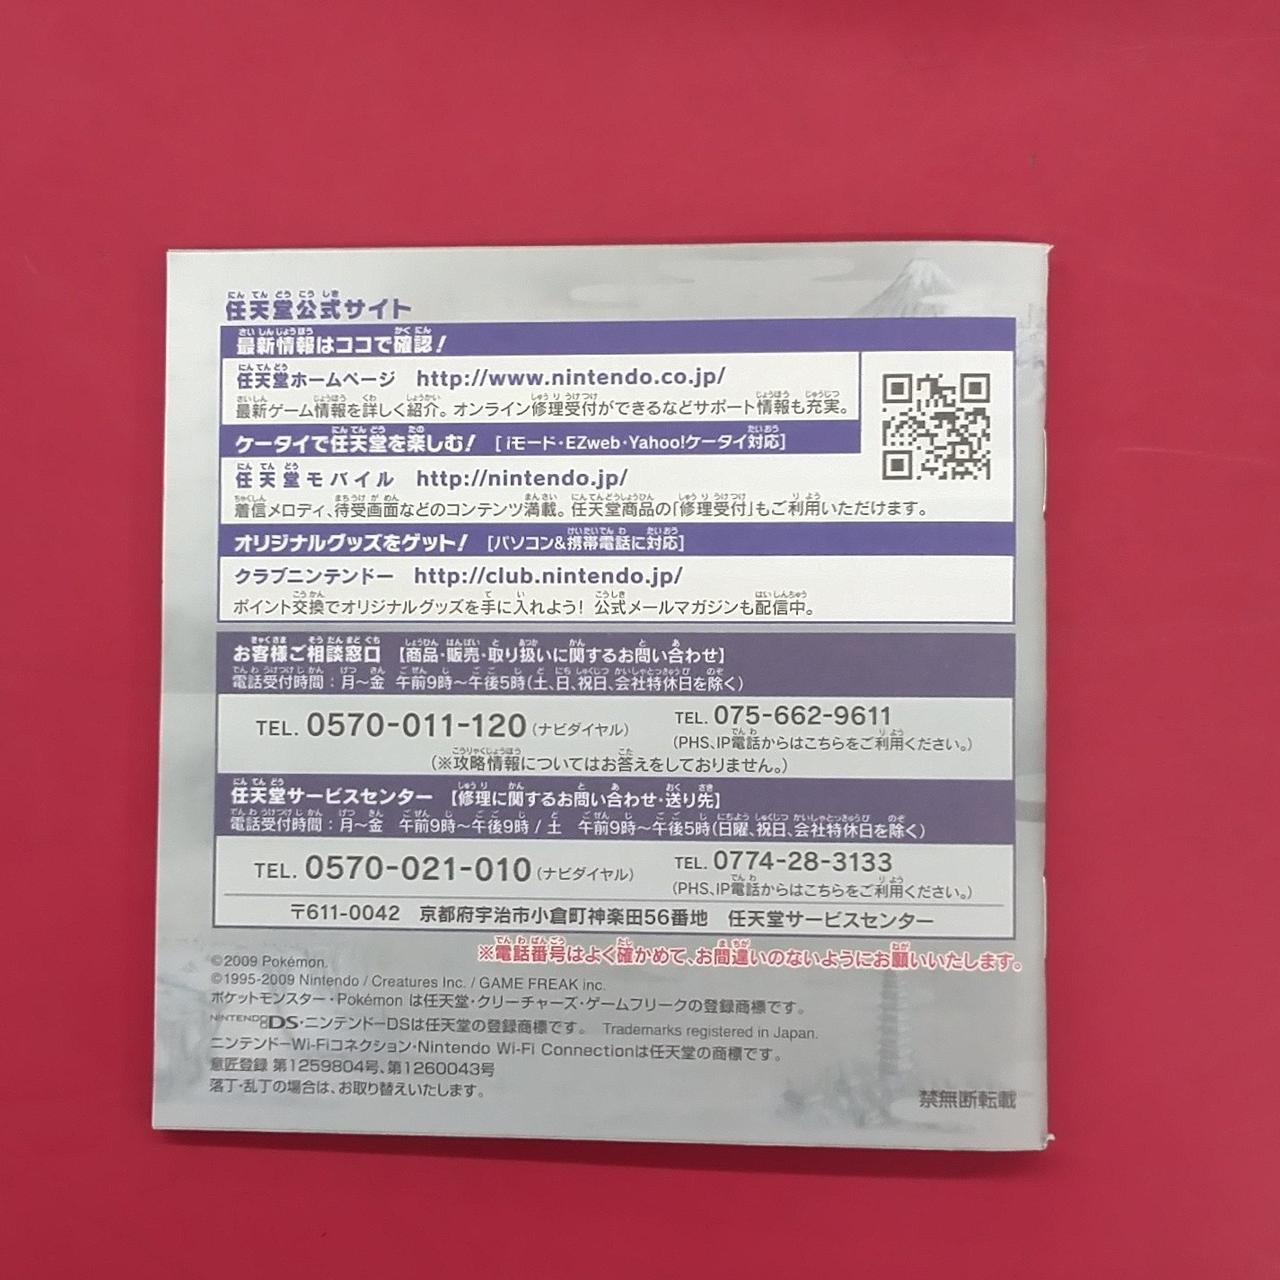 任天堂公式サイト
最新情報はココで確認!
任天堂ホームページ http://www.nintendo.co.jp/
最新ゲーム情報を詳しく紹介。オンライン修理受付ができるなどサポート情報も充実。
ケータイで任天堂を楽しむ! [iモード・EZweb・Yahoo!ケータイ対応]
任天堂モバイル http://nintendo.jp/
着信メロディ、待受画面などのコンテンツ満載。任天堂商品の「修理受付」もご利用いただけます。
オリジナルグッズをゲット! [パソコン&携帯電話に対応]
クラブニンテンドー http://club.nintendo.jp/
ポイント交換でオリジナルグッズを手に入れよう! 公式メールマガジンも配信中。
お客様ご相談窓口 【商品・販売・取り扱いに関するお問い合わせ】
電話受付時間:月~金 午前9時~午後5時(土、日、祝日、会社特休日を除く)
TEL. 0570-011-120(ナビダイヤル) TEL. 075-662-9611
(PHS、IP電話からはこちらをご利用ください。)
(※攻略情報についてはお答えをしておりません。)
任天堂サービスセンター 【修理に関するお問い合わせ・送り先】
電話受付時間:月~金 午前9時~午後9時 / 土 午前9時~午後5時(日曜、祝日、会社特休日を除く)
TEL. 0570-021-010(ナビダイヤル) TEL. 0774-28-3133
(PHS、IP電話からはこちらをご利用ください。)
〒611-0042 京都府宇治市小倉町神楽田56番地 任天堂サービスセンター
※電話番号はよく確かめて、お間違いのないようにお願いいたします。
©2009 Pokémon.
©1995-2009 Nintendo / Creatures Inc. / GAME FREAK inc.
ポケットモンスター・Pokémon は任天堂・クリーチャーズ・ゲームフリークの登録商標です。
NINTENDO DS・ニンテンドーDSは任天堂の登録商標です。 Trademarks registered in Japan.
ニンテンドーWi-Fiコネクション・Nintendo Wi-Fi Connectionは任天堂の商標です。
意匠登録 第1259804号、第1260043号
落丁・乱丁の場合は、お取り替えいたします。
禁無断転載